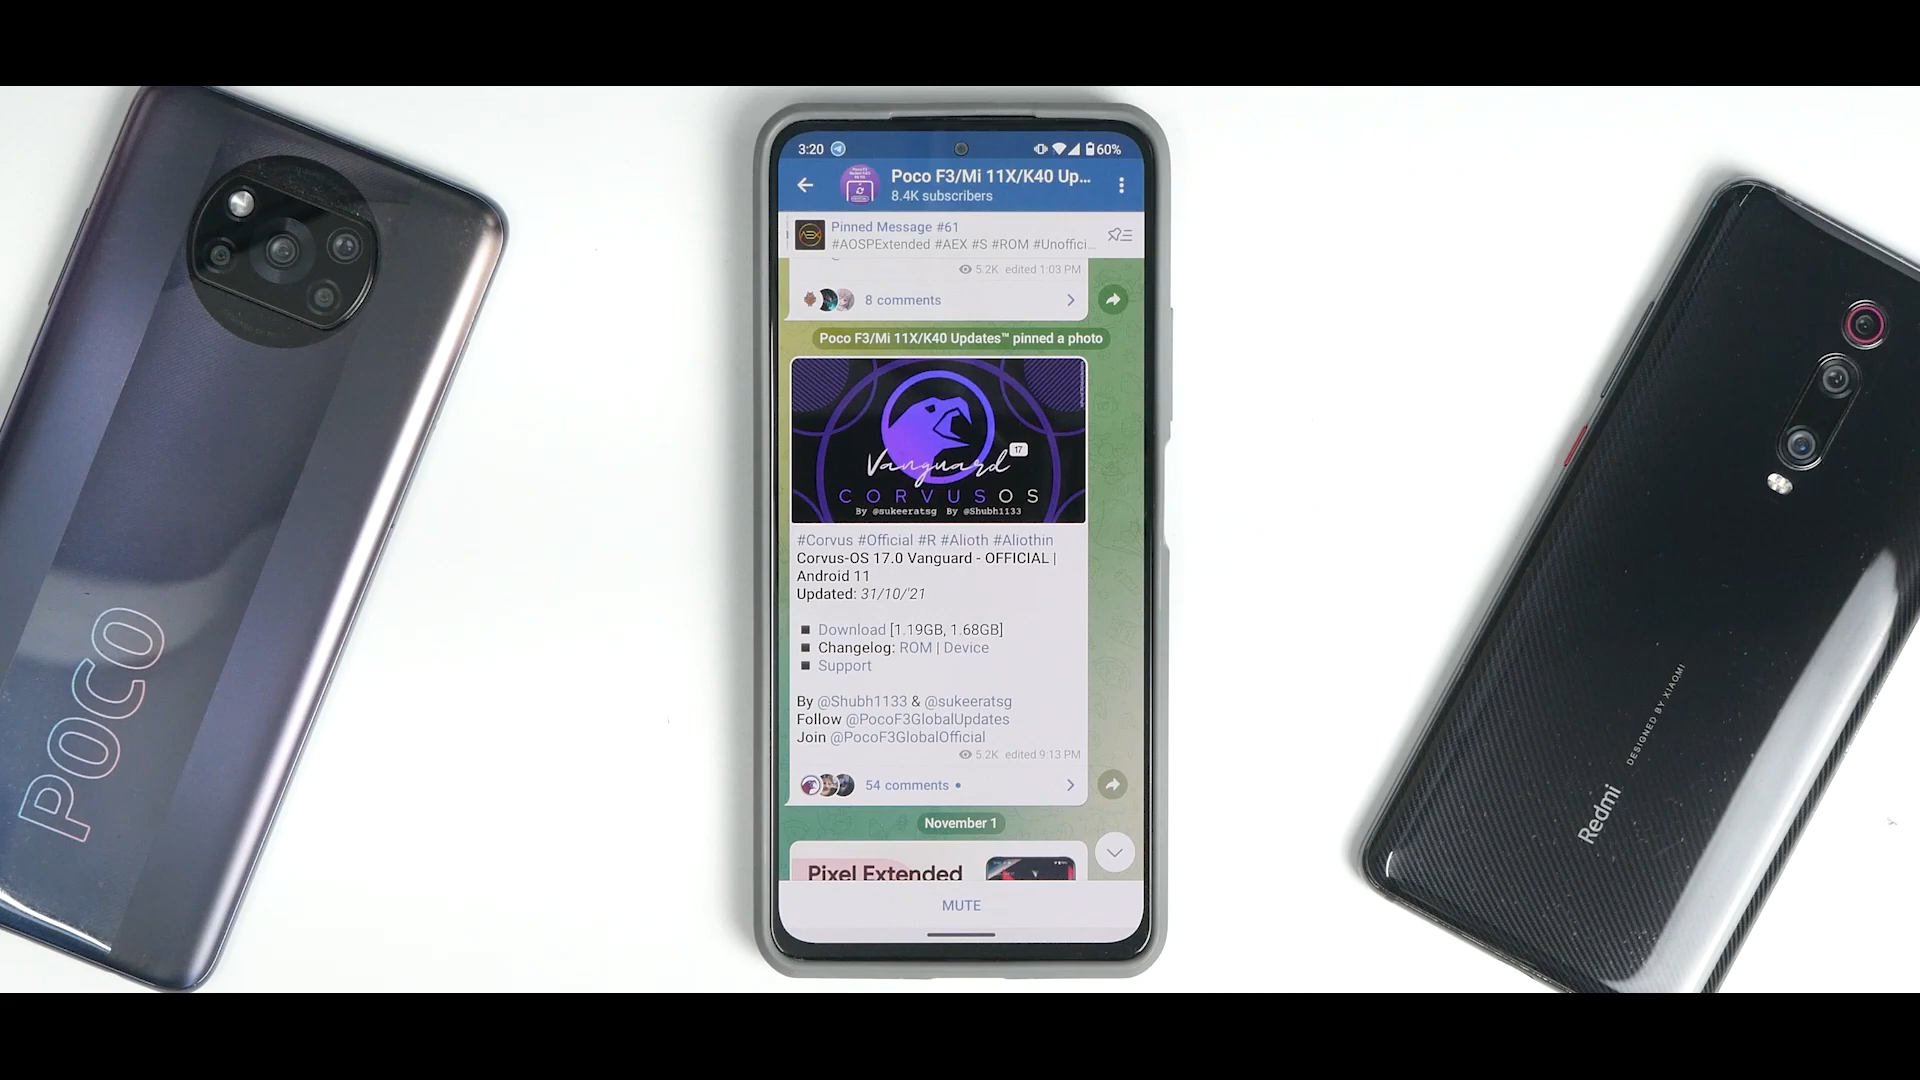 POCO
3:20
60%
Poco F3/Mi 11X/K40 Up...
8.4K subscribers
Pinned Message #61
#AOSPExtended #AEX #S #ROM #Unoffici...
5.2K edited 1:03 PM
8 comments
Poco F3/Mi 11X/K40 Updates™ pinned a photo
17
Vanguard
CORVUSOS
By @sukeeratsg By @Shubh1133
#Corvus #Official #R #Alioth #Aliothin
Corvus-OS 17.0 Vanguard - OFFICIAL |
Android 11
Updated: 31/10/'21
Download [1.19GB, 1.68GB]
Changelog: ROM | Device
Support
By @Shubh1133 & @sukeeratsg
Follow @PocoF3GlobalUpdates
Join @PocoF3GlobalOfficial
5.2K edited 9:13 PM
54 comments
November 1
Pixel Extended
MUTE
Redmi
DESIGNED BY XIAOMI